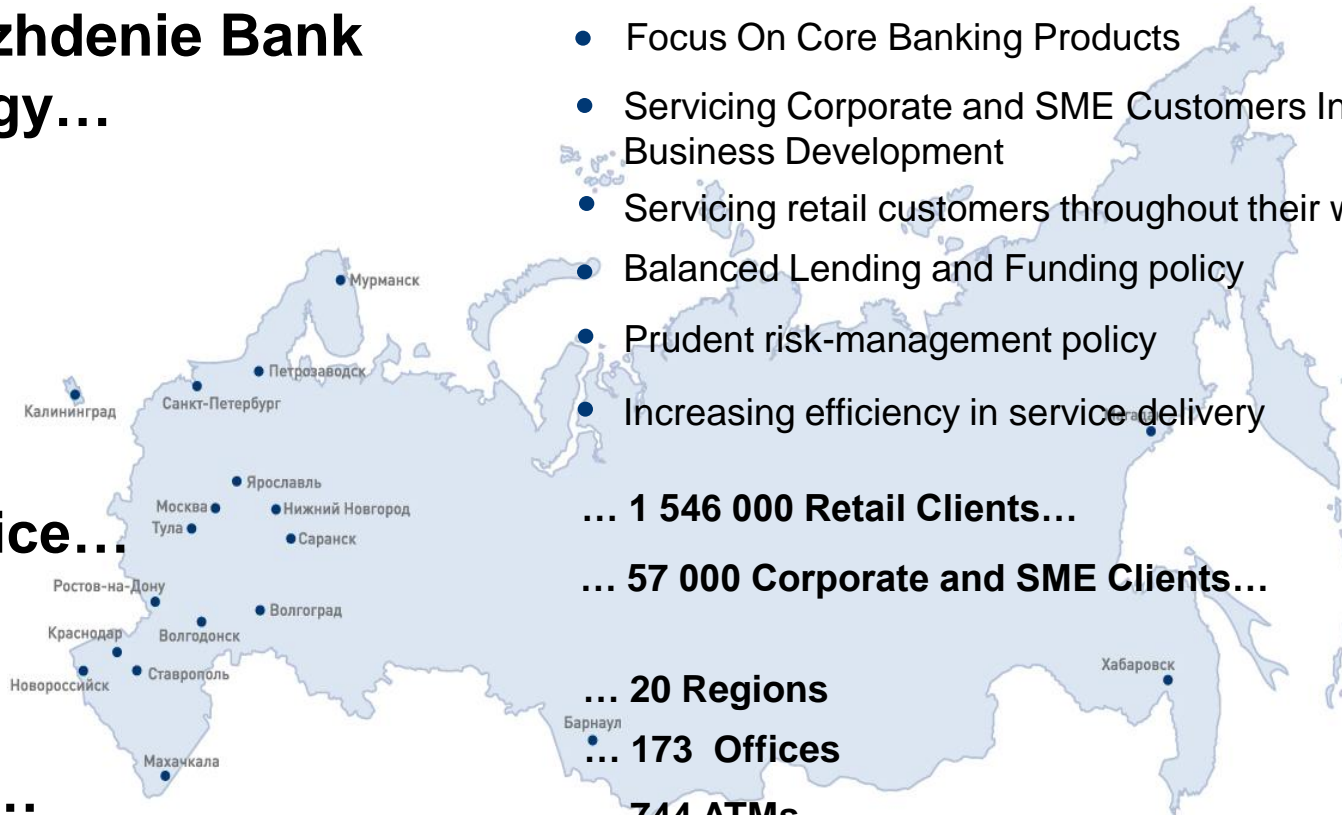 zhdenie Bank
gy…
• Focus On Core Banking Products
• Servicing Corporate and SME Customers In
Business Development
• Servicing retail customers throughout their
• Balanced Lending and Funding policy
• Prudent risk-management policy
• Increasing efficiency in service delivery
Мурманск
Петрозаводск
Санкт-Петербург
Калининград
Ярославль
Москва
Нижний Новгород
Тула
Саранск
ice…
… 1 546 000 Retail Clients…
… 57 000 Corporate and SME Clients…
Ростов-на-Дону
Волгоград
Краснодар
Волгодонск
Ставрополь
Новороссийск
Хабаровск
… 20 Regions
Барнаул
… 173 Offices
Махачкала
…
744 ATMs